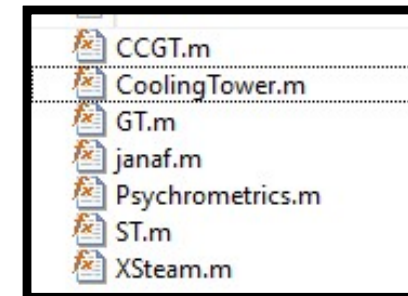 CCGT.m
CoolingTower.m
GT.m
janaf.m
Psychrometrics.m
ST.m
XSteam.m